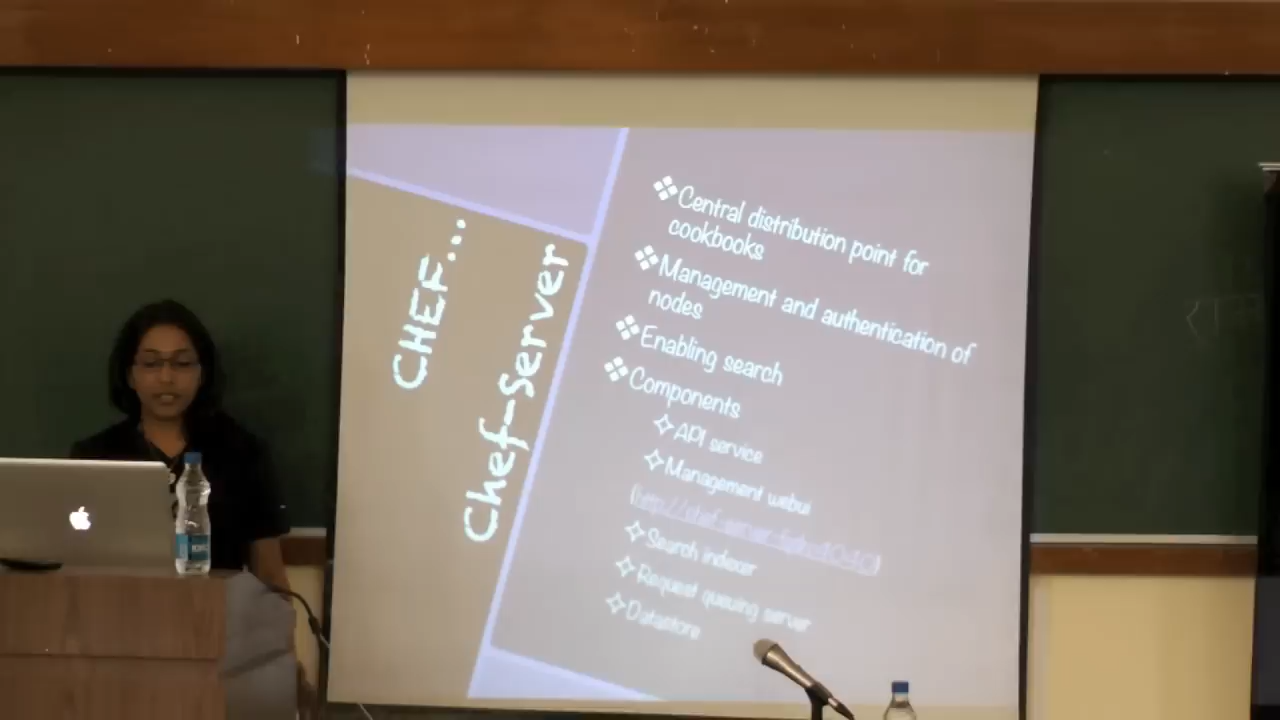 CHEF...
Chef-Server
Central distribution point for
cookbooks
Management and authentication of
nodes
Enabling search
Components
API service
Management webui
Search indexer
Request queuing server
Datastore